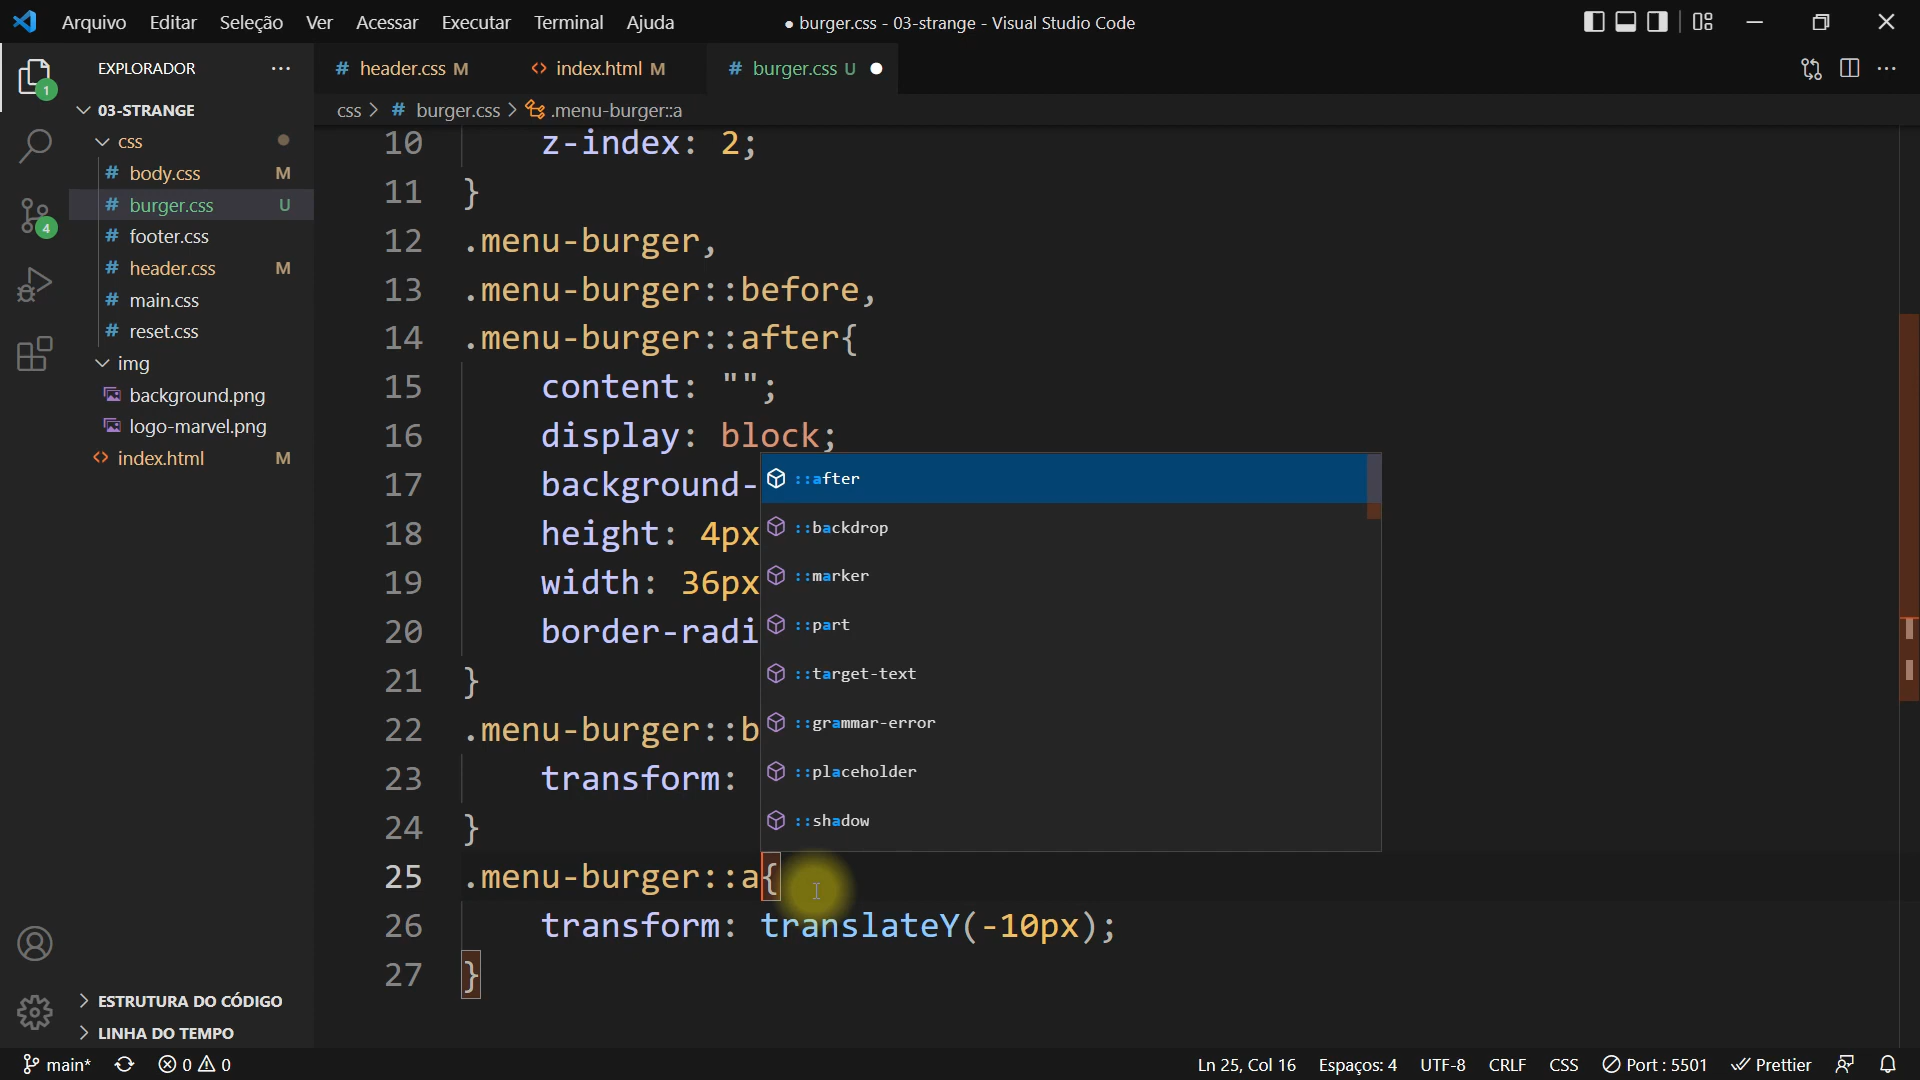 Arquivo Editar Seleção Ver Acessar Executar Terminal Ajuda
● burger.css - 03-strange - Visual Studio Code
EXPLORADOR ...
# header.css M
<> index.html M
# burger.css U ●
css > # burger.css > .menu-burger::a
1
4
03-STRANGE
css
# body.css M
# burger.css U
# footer.css
# header.css M
# main.css
# reset.css
img
background.png
logo-marvel.png
<> index.html M
ESTRUTURA DO CÓDIGO
LINHA DO TEMPO
10 z-index: 2;
11 }
12 .menu-burger,
13 .menu-burger::before,
14 .menu-burger::after{
15 content: "";
16 display: block;
17 background-
18 height: 4px
19 width: 36px
20 border-radi
21 }
22 .menu-burger::b
23 transform:
24 }
25 .menu-burger::a{
26 transform: translateY(-10px);
27 }
::after
::backdrop
::marker
::part
::target-text
::grammar-error
::placeholder
::shadow
main* 0 0 Ln 25, Col 16 Espaços: 4 UTF-8 CRLF CSS Port : 5501 Prettier